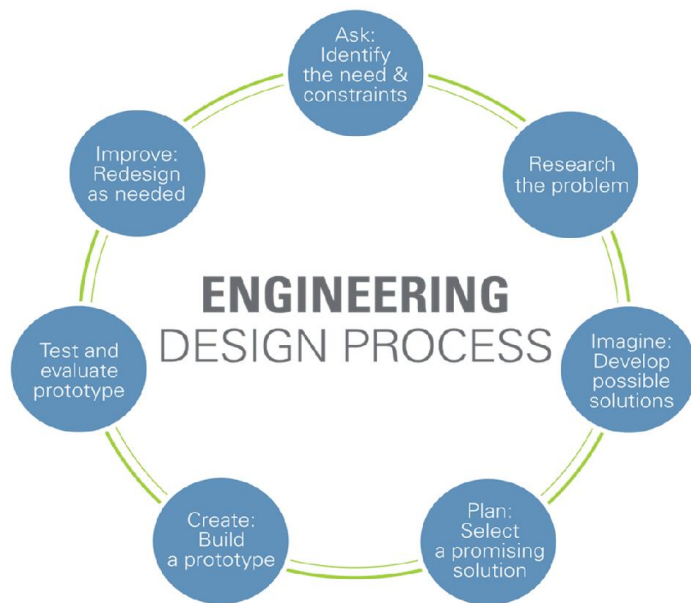 Ask:
Identify
the need &
constraints
Research
the problem
Imagine:
Develop
possible
solutions
Plan:
Select
a promising
solution
Create:
Build
a prototype
Test and
evaluate
prototype
Improve:
Redesign
as needed
ENGINEERING
DESIGN PROCESS